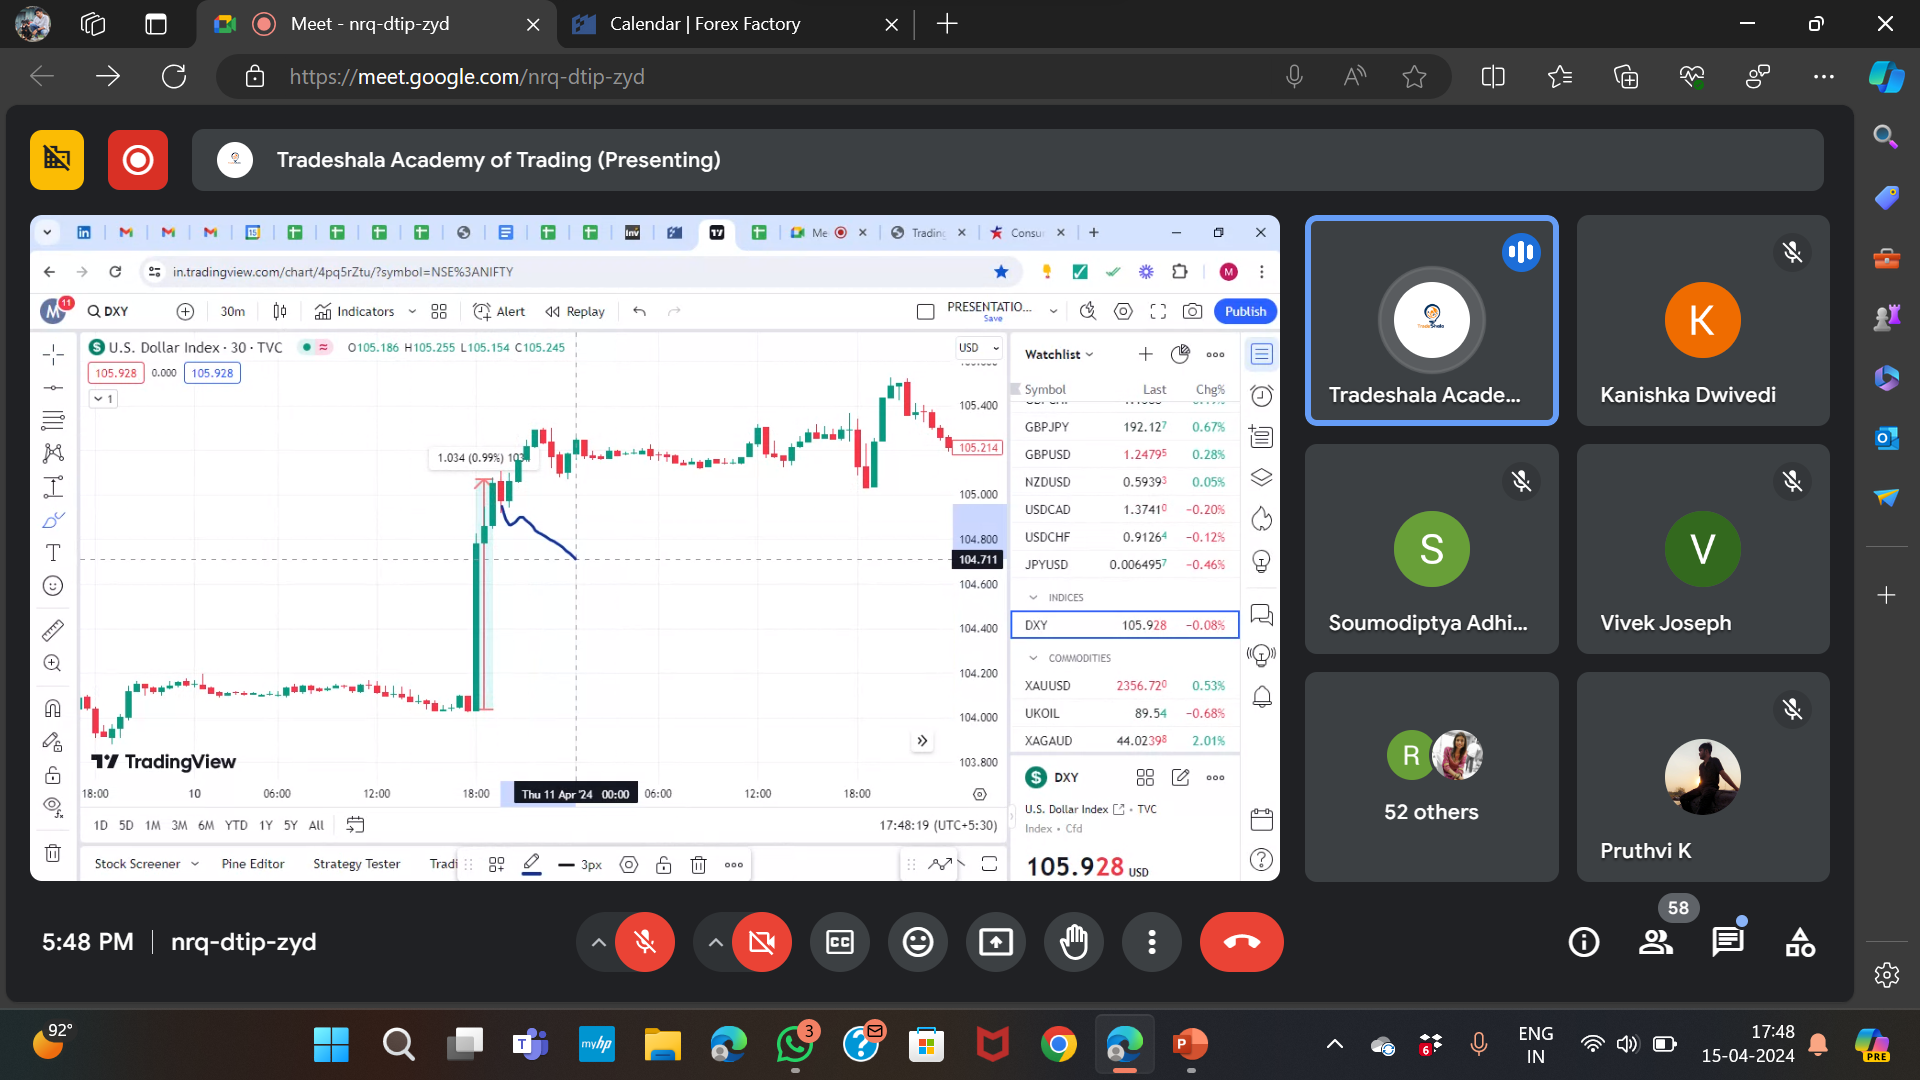 Meet - nrq-dtip-zyd
Calendar | Forex Factory
https://meet.google.com/nrq-dtip-zyd
Tradeshala Academy of Trading (Presenting)
Me
Trading
Consu
in.tradingview.com/chart/4pq5rZtu/?symbol=NSE%3ANIFTY
M
M 11
DXY
30m
Indicators
Alert
Replay
PRESENTATIO...
Save
Publish
U.S. Dollar Index · 30 · TVC
O105.186 H105.255 L105.154 C105.245
105.928 0.000 105.928
1
USD
1.034 (0.99%)
105.400
105.214
105.000
104.800
104.711
104.600
104.400
104.200
104.000
103.800
TradingView
18:00 10 06:00 12:00 18:00 Thu 11 Apr '24 00:00 06:00 12:00 18:00
1D 5D 1M 3M 6M YTD 1Y 5Y All
17:48:19 (UTC+5:30)
Stock Screener
Pine Editor
Strategy Tester
Tradi
3px
Watchlist
Symbol Last Chg%
GBPJPY 192.127 0.67%
GBPUSD 1.24795 0.28%
NZDUSD 0.59393 0.05%
USDCAD 1.37410 −0.20%
USDCHF 0.91264 −0.12%
JPYUSD 0.0064957 −0.46%
INDICES
DXY 105.928 −0.08%
COMMODITIES
XAUUSD 2356.720 0.53%
UKOIL 89.54 −0.68%
XAGAUD 44.02398 2.01%
DXY
U.S. Dollar Index • TVC
Index • Cfd
105.928 USD
Tradeshala Acade...
K
Kanishka Dwivedi
S
Soumodiptya Adhi...
V
Vivek Joseph
R
52 others
Pruthvi K
5:48 PM | nrq-dtip-zyd
58
92°
3
6
ENG
IN
17:48
15-04-2024
PRE